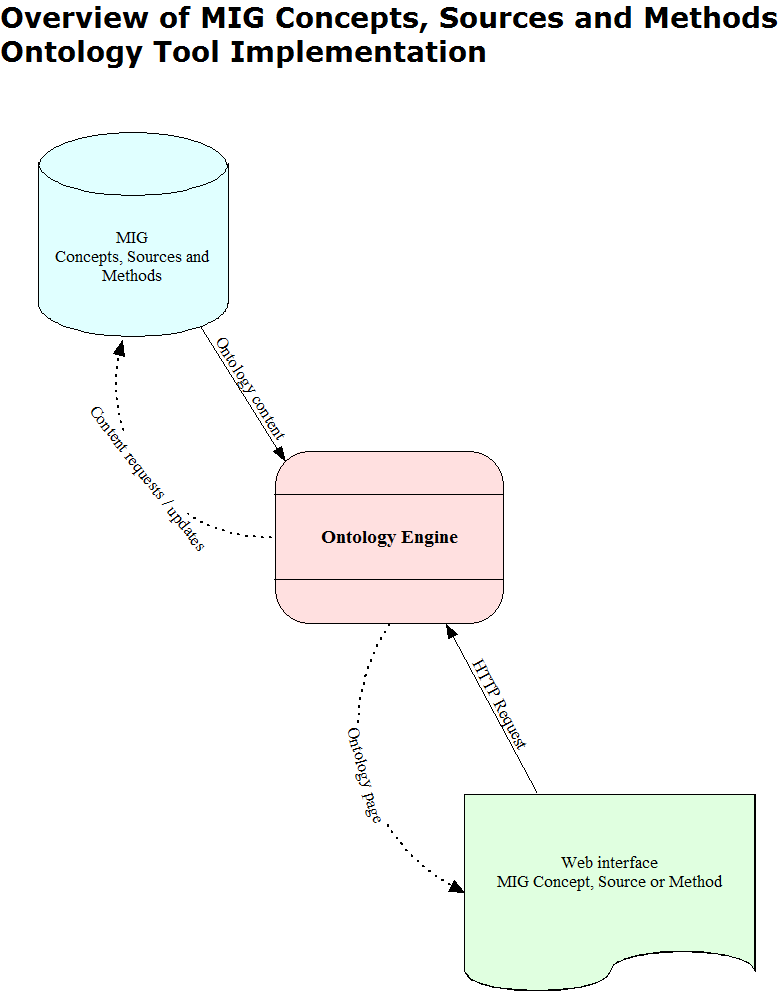 Overview of MIG Concepts, Sources and Methods
Ontology Tool Implementation
MIG
Concepts, Sources and
Methods
Ontology content
Content requests / updates
Ontology Engine
HTTP Request
Ontology page
Web interface
MIG Concept, Source or Method